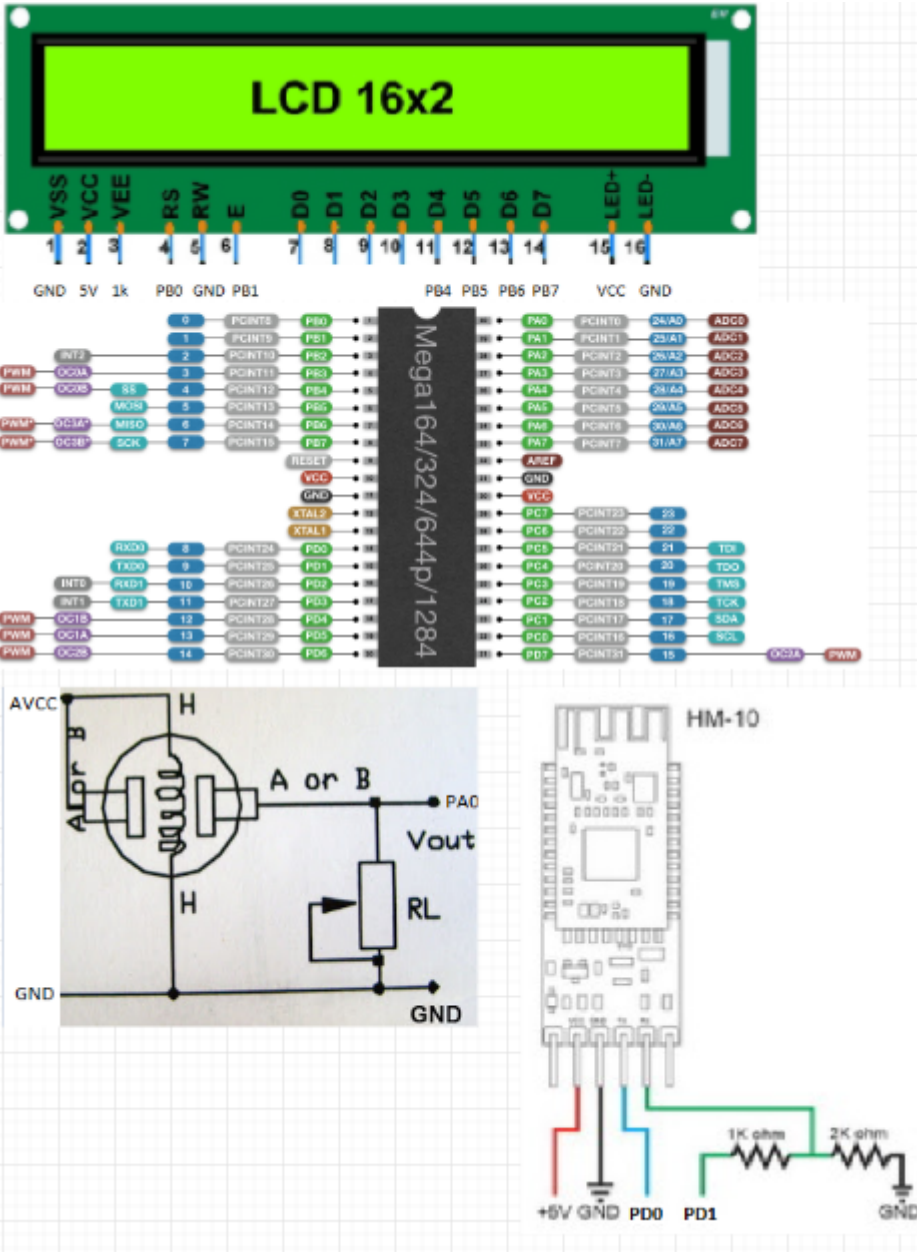 LCD 16x2
VSS VCC VEE RS RW E D0 D1 D2 D3 D4 D5 D6 D7 LED+ LED-
1 2 3 4 5 6 7 8 9 10 11 12 13 14 15 16
GND 5V 1k PB0 GND PB1 PB4 PB5 PB6 PB7 VCC GND
Mega164/324/644p/1284
0 PCINT8 PB0 PA0 PCINT0 24/A0 ADC0
1 PCINT9 PB1 PA1 PCINT1 25/A1 ADC1
INT2 2 PCINT10 PB2 PA2 PCINT2 26/A2 ADC2
PWM OC0A 3 PCINT11 PB3 PA3 PCINT3 27/A3 ADC3
PWM OC0B SS 4 PCINT12 PB4 PA4 PCINT4 28/A4 ADC4
MOSI 5 PCINT13 PB5 PA5 PCINT5 29/A5 ADC5
PWM* OC3A* MISO 6 PCINT14 PB6 PA6 PCINT6 30/A6 ADC6
PWM* OC3B* SCK 7 PCINT15 PB7 PA7 PCINT7 31/A7 ADC7
RESET AREF
VCC GND
GND VCC
XTAL2 PC7 PCINT23 23
XTAL1 PC6 PCINT22 22
RXD0 8 PCINT24 PD0 PC5 PCINT21 21 TDI
TXD0 9 PCINT25 PD1 PC4 PCINT20 20 TDO
INT0 RXD1 10 PCINT26 PD2 PC3 PCINT19 19 TMS
INT1 TXD1 11 PCINT27 PD3 PC2 PCINT18 18 TCK
PWM OC1B 12 PCINT28 PD4 PC1 PCINT17 17 SDA
PWM OC1A 13 PCINT29 PD5 PC0 PCINT16 16 SCL
PWM OC2B 14 PCINT30 PD6 PD7 PCINT31 15 OC2A PWM
AVCC H
A or B
A or B PA0
Vout
H RL
GND
GND
HM-10
VCC GND TX RX
1K ohm 2K ohm
+5V GND PD0 PD1 GND